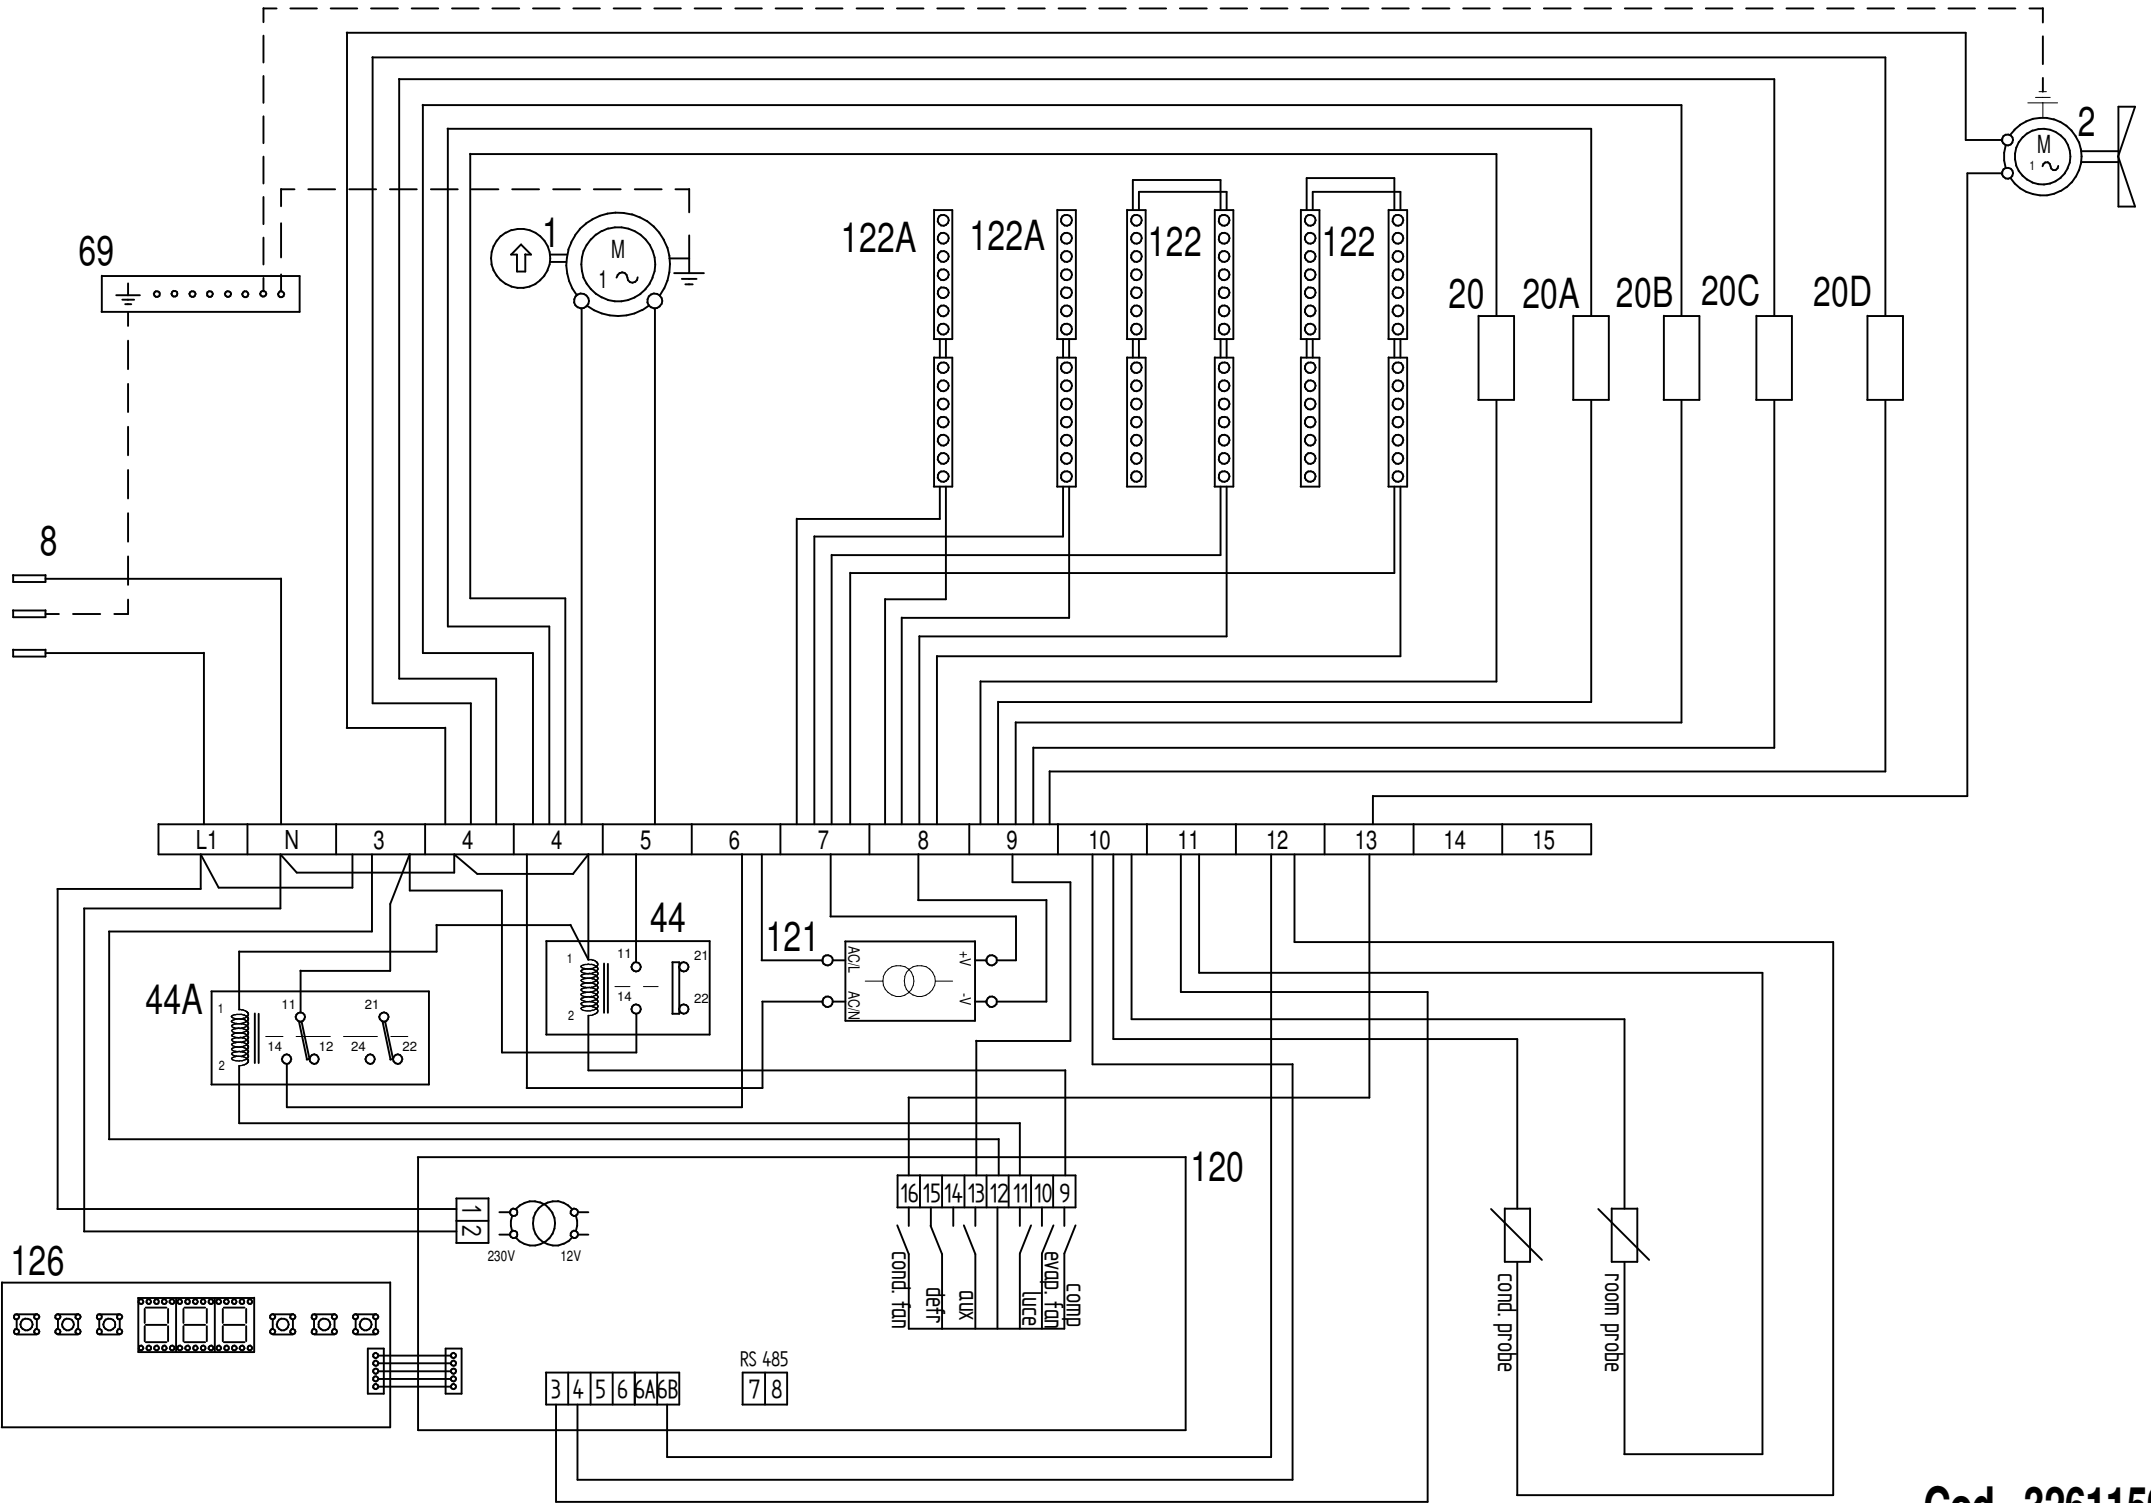 2
M
1
69
1
M
1
122A
122A
122
122
20
20A
20B
20C
20D
8
L1 N 3 4 4 5 6 7 8 9 10 11 12 13 14 15
44
1 11 21
14 22
2
121
AC/L +V
AC/N -V
44A
1 11 21
14 12 24 22
2
120
16 15 14 13 12 11 10 9
cond. fan
defr
aux
luce
evap. fan
comp
1
2
230V 12V
126
RS 485
3 4 5 6 6A 6B
7 8
cond. probe
room probe